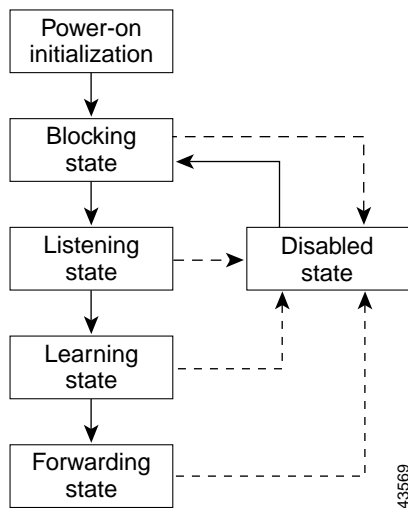 Power-on
initialization
Blocking
state
Listening
state
Disabled
state
Learning
state
Forwarding
state
43569